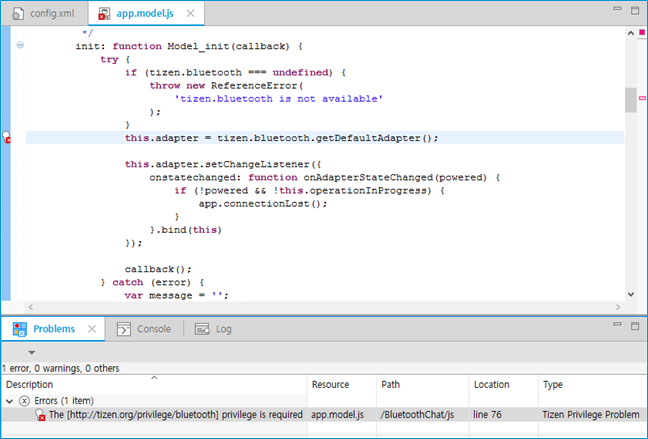 config.xml
app.model.js
*/
init: function Model_init(callback) {
try {
if (tizen.bluetooth === undefined) {
throw new ReferenceError(
'tizen.bluetooth is not available'
);
}
this.adapter = tizen.bluetooth.getDefaultAdapter();
this.adapter.setChangeListener({
onstatechanged: function onAdapterStateChanged(powered) {
if (!powered && !this.operationInProgress) {
app.connectionLost();
}
}.bind(this)
});
callback();
} catch (error) {
var message = '';
Problems
Console
Log
1 error, 0 warnings, 0 others
Description Resource Path Location Type
Errors (1 item)
The [http://tizen.org/privilege/bluetooth] privilege is required app.model.js /BluetoothChat/js line 76 Tizen Privilege Problem